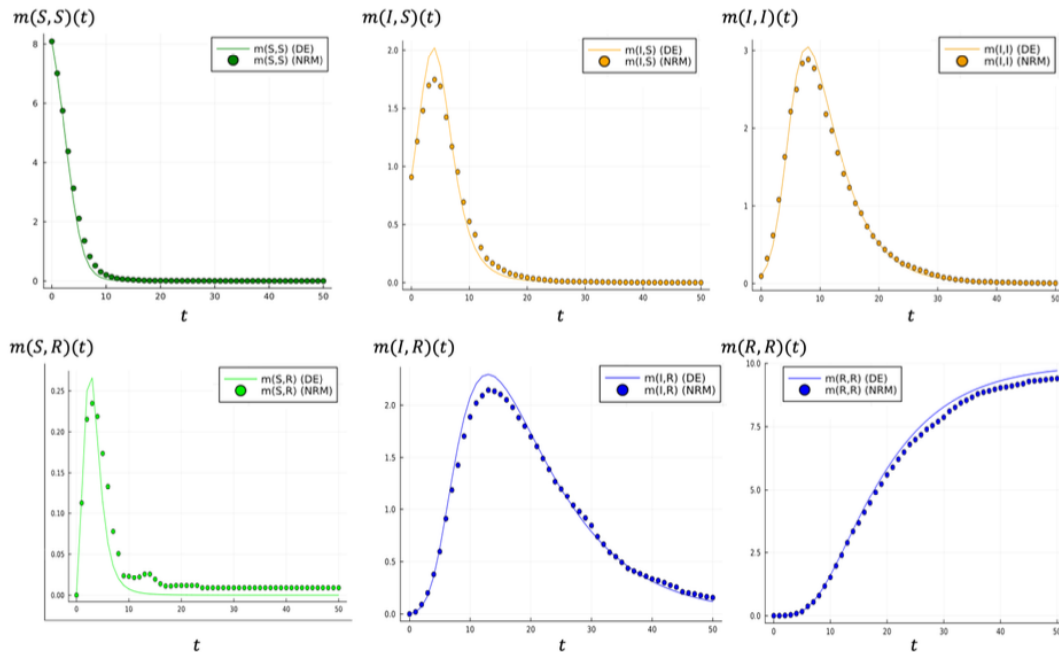 m(S,S)(t)
m(S,S) (DE)
m(S,S) (NRM)
8
6
4
2
0
0 10 20 30 40 50
t
m(I,S)(t)
m(I,S) (DE)
m(I,S) (NRM)
2.0
1.5
1.0
0.5
0.0
0 10 20 30 40 50
t
m(I,I)(t)
m(I,I) (DE)
m(I,I) (NRM)
3
2
1
0
0 10 20 30 40 50
t
m(S,R)(t)
m(S,R) (DE)
m(S,R) (NRM)
0.25
0.20
0.15
0.10
0.05
0.00
0 10 20 30 40 50
t
m(I,R)(t)
m(I,R) (DE)
m(I,R) (NRM)
2.0
1.5
1.0
0.5
0.0
0 10 20 30 40 50
t
m(R,R)(t)
m(R,R) (DE)
m(R,R) (NRM)
10.0
7.5
5.0
2.5
0.0
0 10 20 30 40 50
t